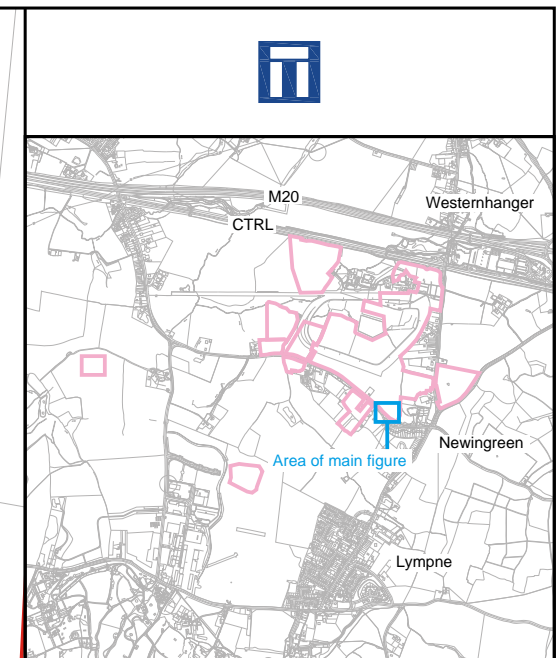 M20
Westernhanger
CTRL
Newingreen
Area of main figure
Lympne